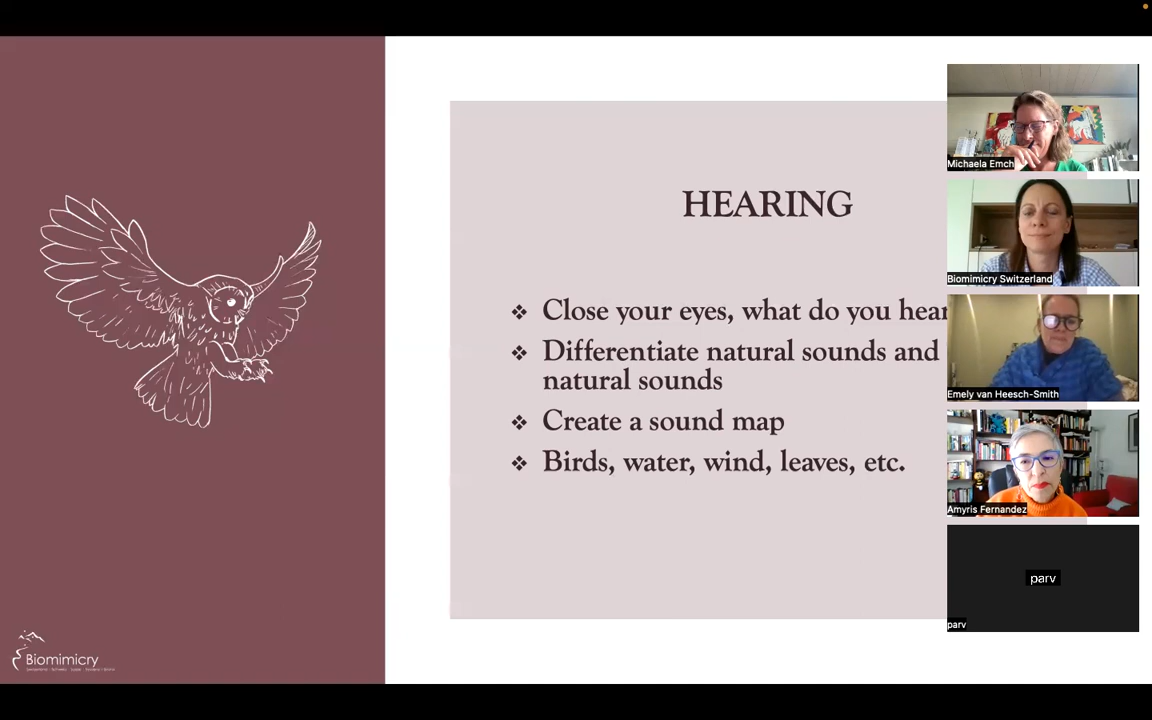 HEARING
❖ Close your eyes, what do you hear
❖ Differentiate natural sounds and
natural sounds
❖ Create a sound map
❖ Birds, water, wind, leaves, etc.
Michaela Emch
Biomimicry Switzerland
Emely van Heesch-Smith
Amyris Fernandez
parv
parv
Biomimicry